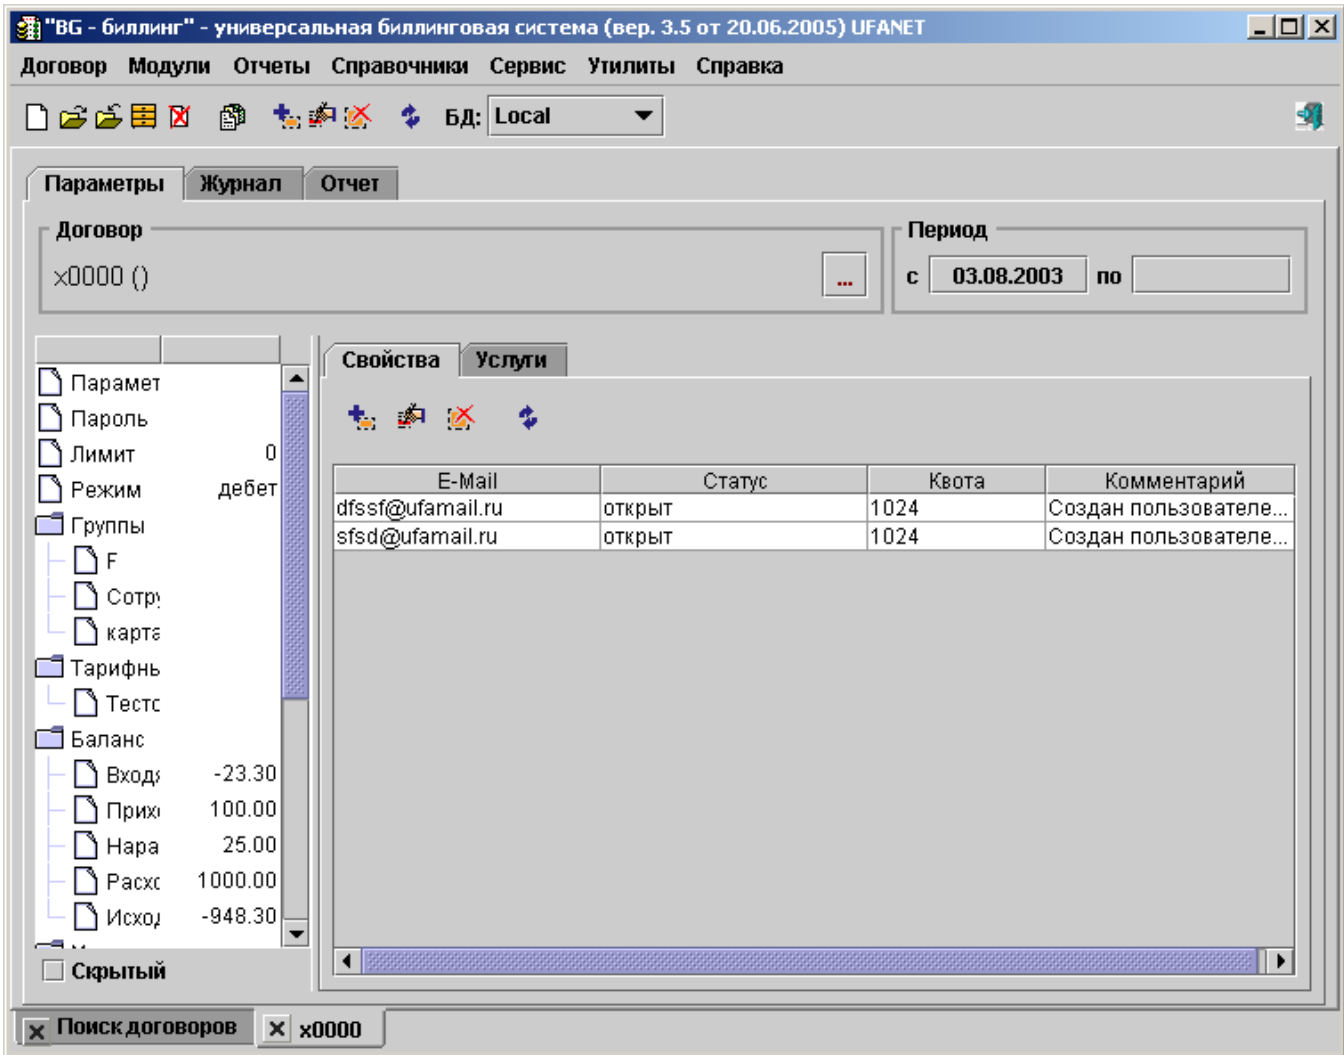 "BG - биллинг" - универсальная биллинговая система (вер. 3.5 от 20.06.2005) UFANET
Договор Модули Отчеты Справочники Сервис Утилиты Справка
БД: Local
Параметры Журнал Отчет
Договор
x0000 ()
...
Период
с 03.08.2003 по
Свойства Услуги
Парамет
Пароль
Лимит 0
Режим дебет
Группы
F
Сотру
карта
Тарифнь
Тестс
Баланс
Входя -23.30
Прихо 100.00
Нара 25.00
Расхо 1000.00
Исход -948.30
E-Mail Статус Квота Комментарий
dfssf@ufamail.ru открыт 1024 Создан пользователе...
sfsd@ufamail.ru открыт 1024 Создан пользователе...
Скрытый
Поиск договоров x0000